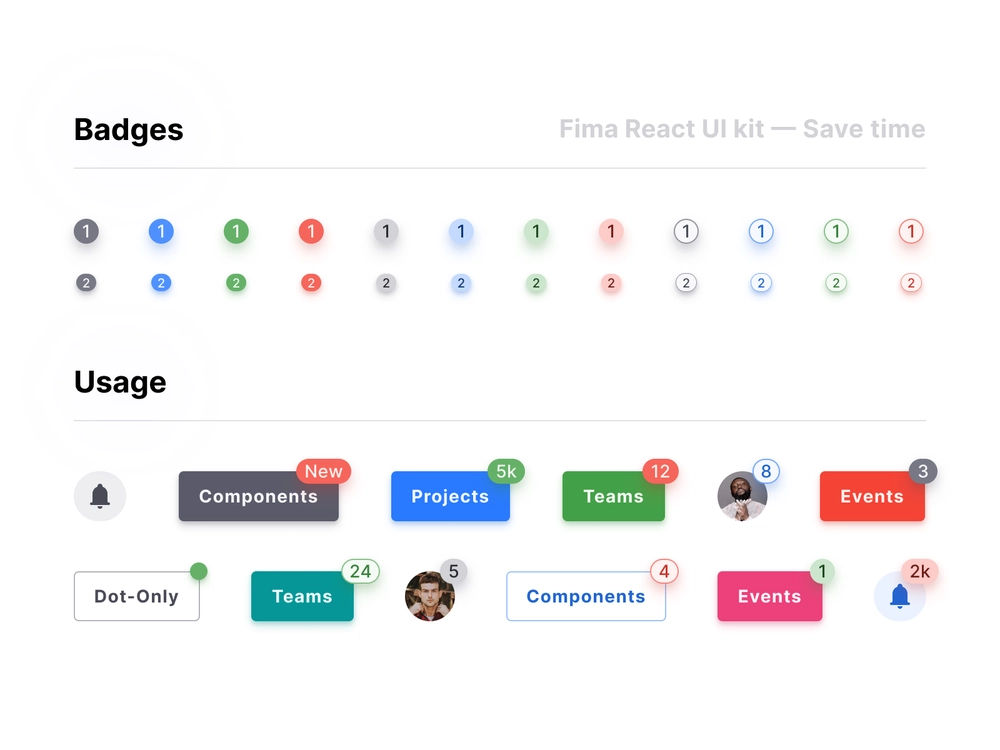 Badges
Fima React UI kit — Save time
1 1 1 1 1 1 1 1 1 1 1 1
2 2 2 2 2 2 2 2 2 2 2 2
Usage
New 5k 12 8 3
Components Projects Teams Events
24 5 4 1 2k
Dot-Only Teams Components Events